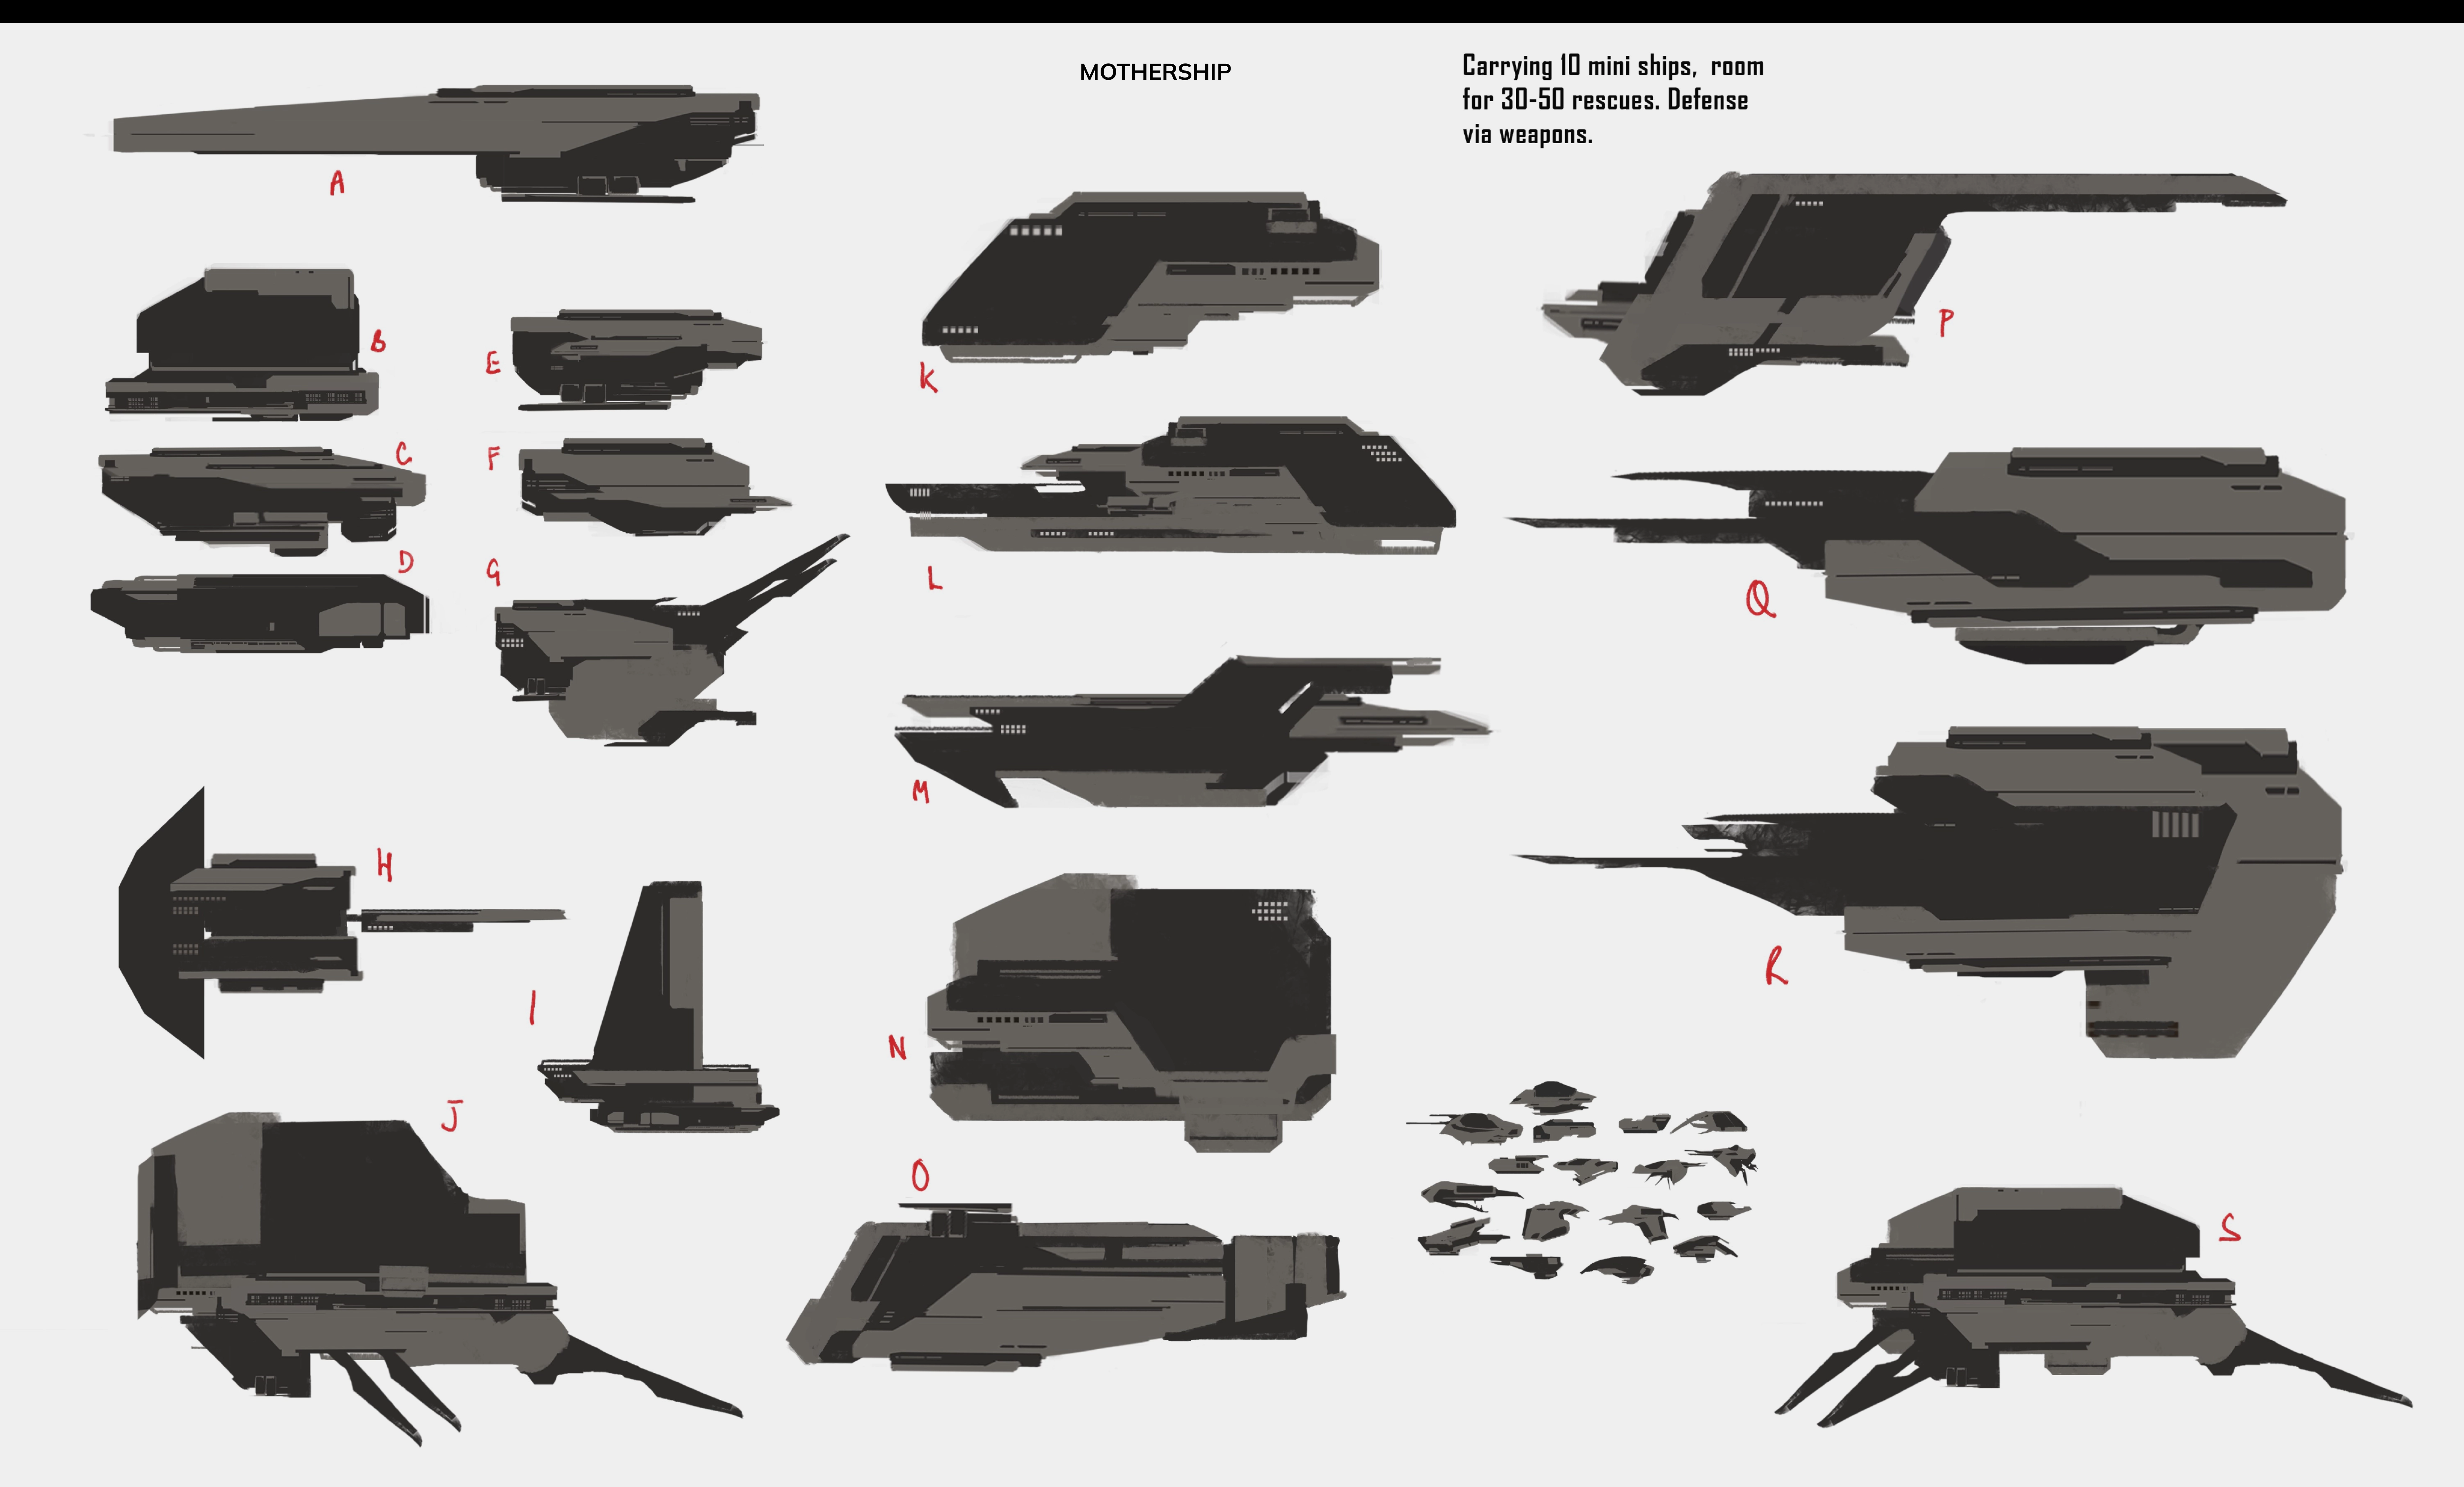 MOTHERSHIP
Carrying 10 mini ships, room
for 30-50 rescues. Defense
via weapons.
A
B
C
D
E
F
G
H
I
J
K
L
M
N
O
P
Q
R
S